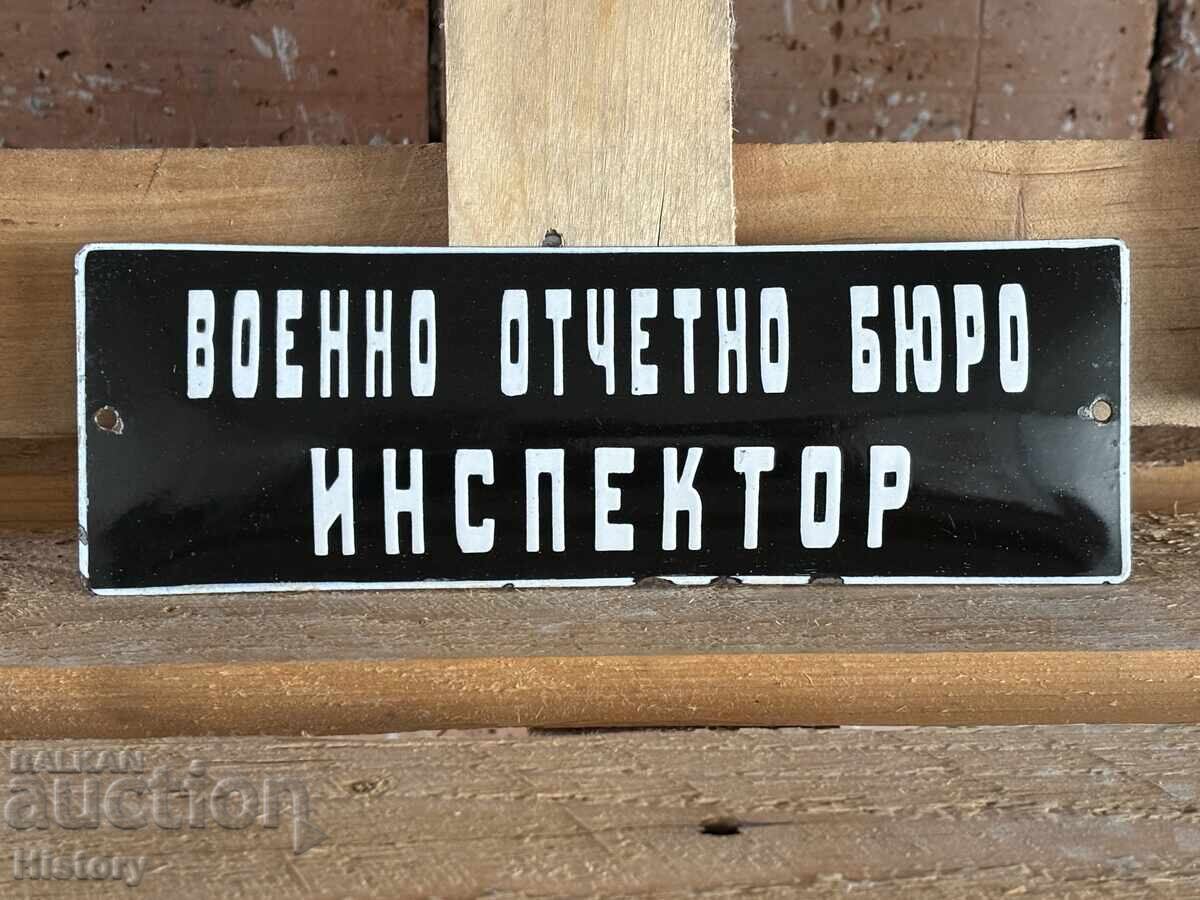 ВОЕННО ОТЧЕТНО БЮРО
ИНСПЕКТОР
BALKAN
auction
History